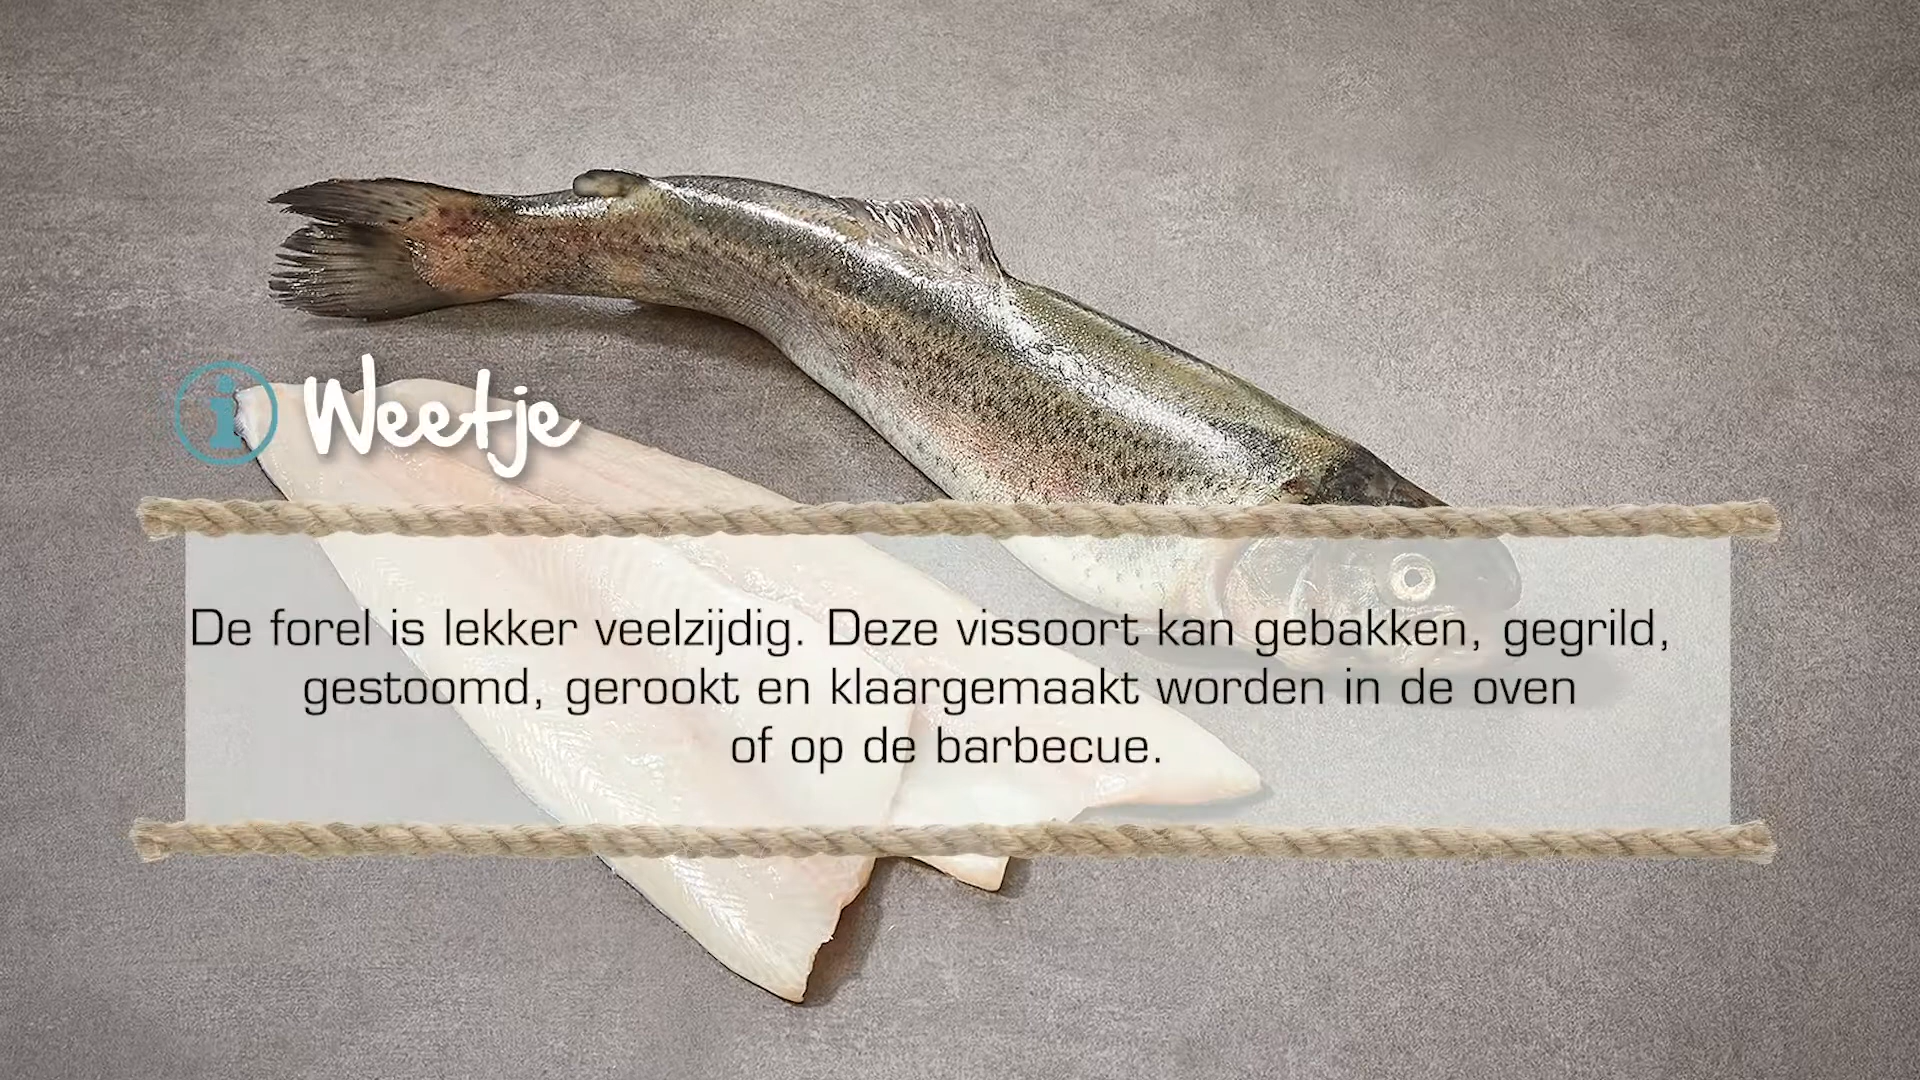 Weetje
De forel is lekker veelzijdig. Deze vissoort kan gebakken, gegrild,
gestoomd, gerookt en klaargemaakt worden in de oven
of op de barbecue.